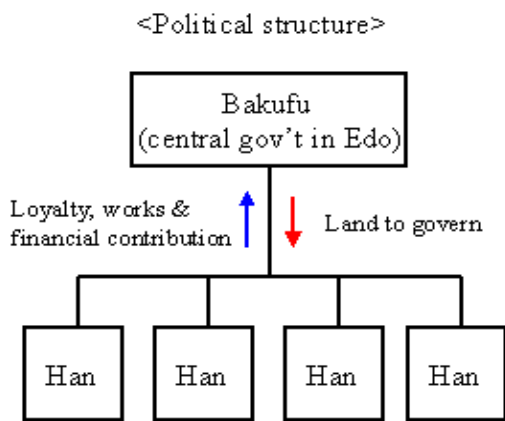 <Political structure>
Bakufu
(central gov't in Edo)
Loyalty, works &
financial contribution
Land to govern
Han
Han
Han
Han